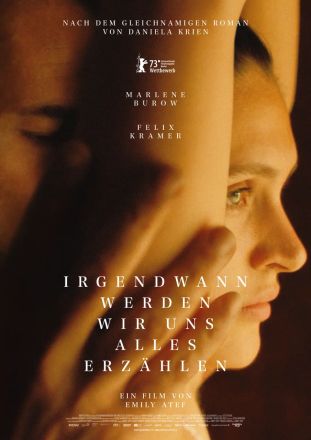 NACH DEM GLEICHNAMIGEN ROMAN
VON DANIELA KRIEN
73
Wettbewerb
MARLENE
BUROW
FELIX
KRAMER
IRGENDWANN
WERDEN
WIR UNS
ALLES
ERZÄHLEN
EIN FILM VON
EMILY ATEF